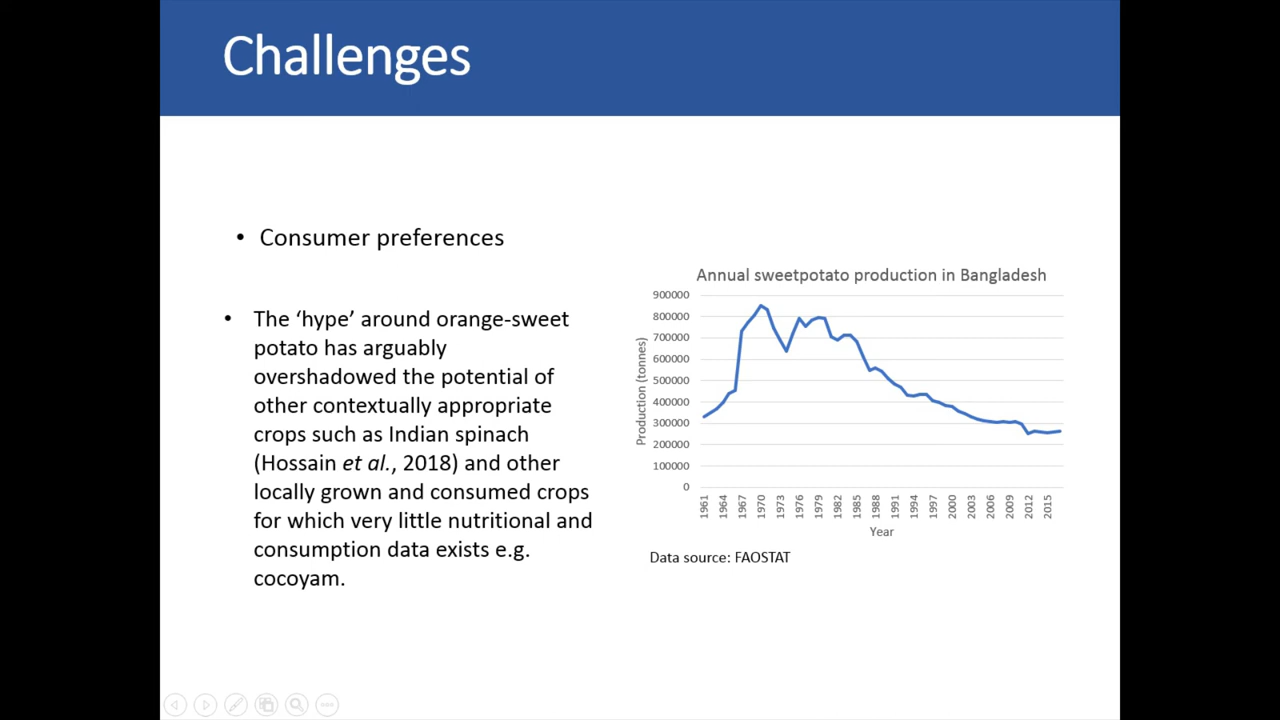 Challenges
• Consumer preferences
• The ‘hype’ around orange-sweet
potato has arguably
overshadowed the potential of
other contextually appropriate
crops such as Indian spinach
(Hossain et al., 2018) and other
locally grown and consumed crops
for which very little nutritional and
consumption data exists e.g.
cocoyam.
Annual sweetpotato production in Bangladesh
Production (tonnes)
900000
800000
700000
600000
500000
400000
300000
200000
100000
0
1961 1964 1967 1970 1973 1976 1979 1982 1985 1988 1991 1994 1997 2000 2003 2006 2009 2012 2015
Year
Data source: FAOSTAT